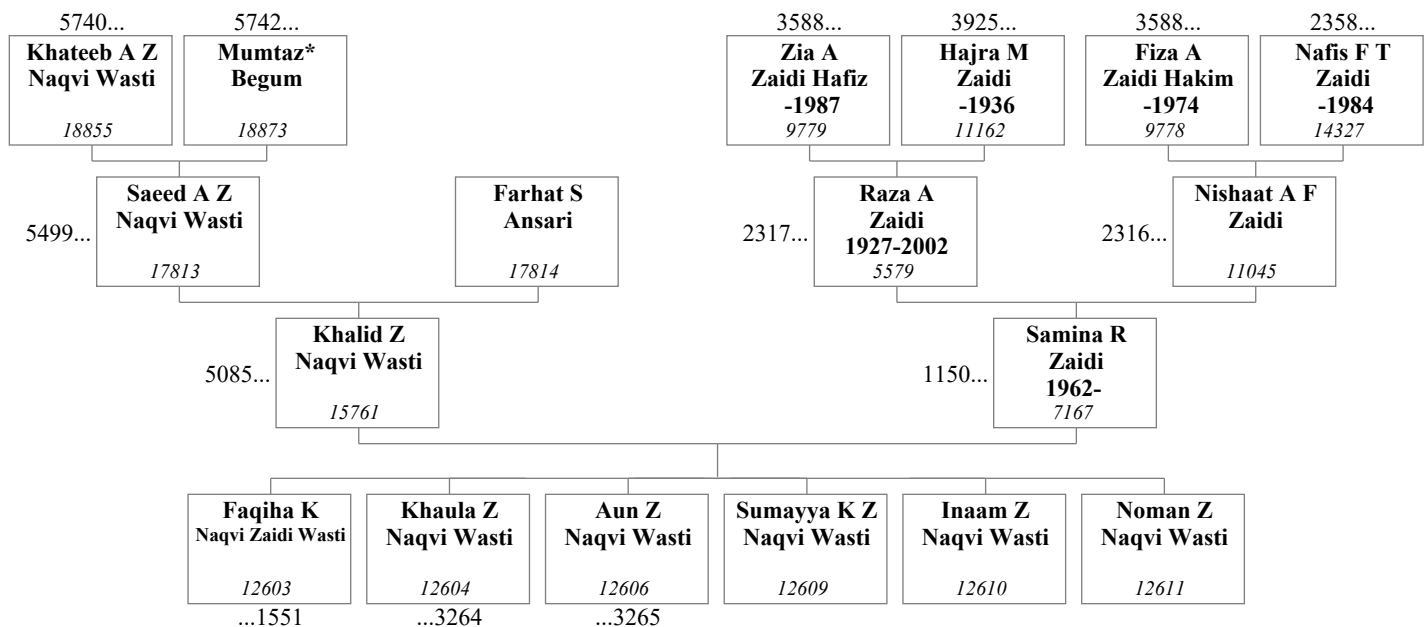 5740...
5742...
3588...
3925...
3588...
2358...
Khateeb A Z
Naqvi Wasti
18855
Mumtaz*
Begum
18873
Zia A
Zaidi Hafiz
-1987
9779
Hajra M
Zaidi
-1936
11162
Fiza A
Zaidi Hakim
-1974
9778
Nafis F T
Zaidi
-1984
14327
5499...
Saeed A Z
Naqvi Wasti
17813
Farhat S
Ansari
17814
2317...
Raza A
Zaidi
1927-2002
5579
2316...
Nishaat A F
Zaidi
11045
5085...
Khalid Z
Naqvi Wasti
15761
1150...
Samina R
Zaidi
1962-
7167
Faqiha K
Naqvi Zaidi Wasti
12603
...1551
Khaula Z
Naqvi Wasti
12604
...3264
Aun Z
Naqvi Wasti
12606
...3265
Sumayya K Z
Naqvi Wasti
12609
Inaam Z
Naqvi Wasti
12610
Noman Z
Naqvi Wasti
12611